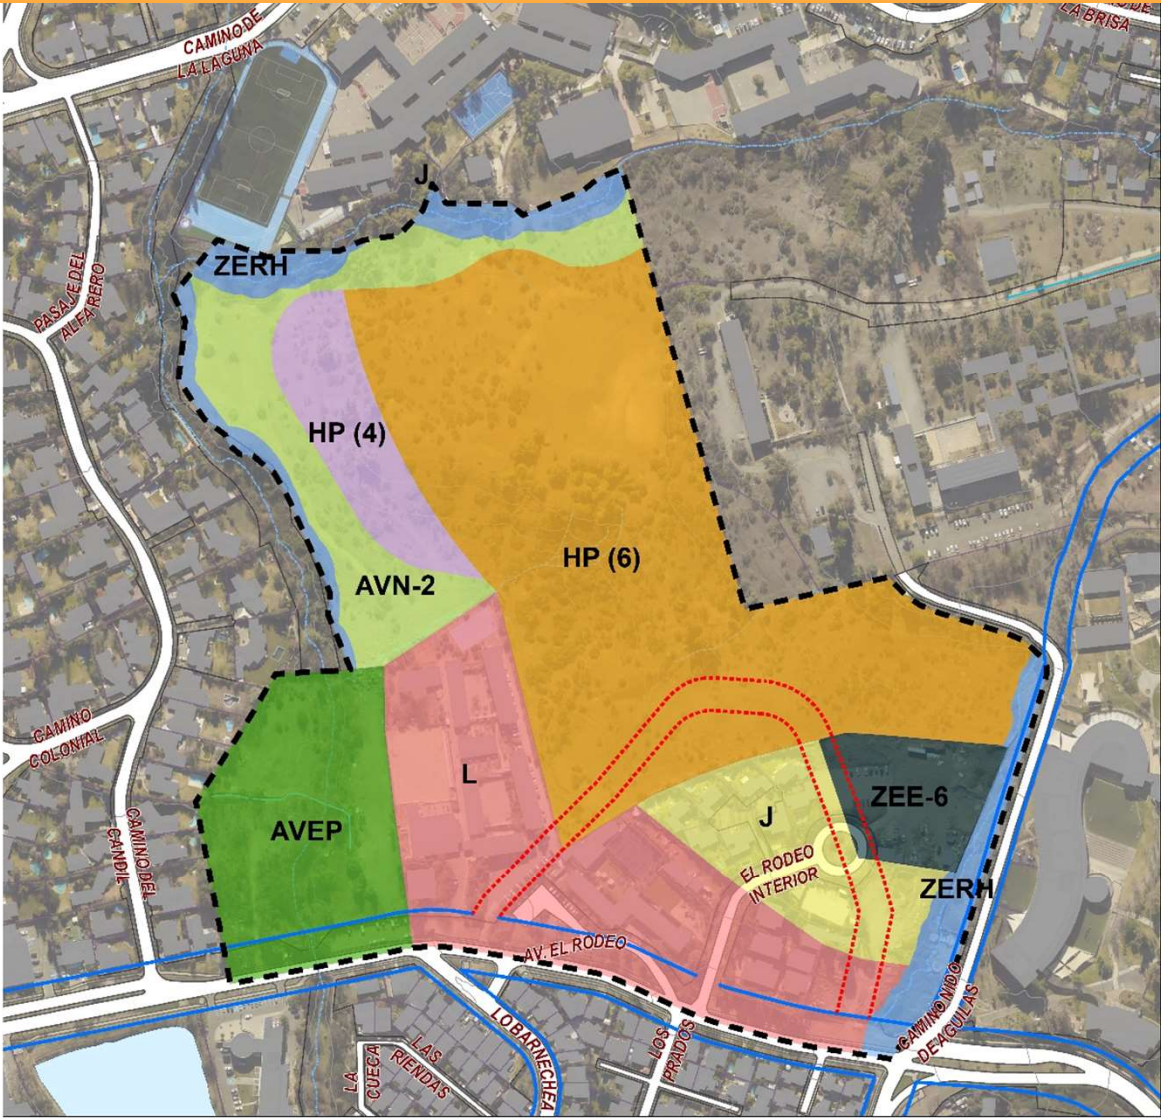 CAMINO DE
LA LAGUNA
LA BRISA
J
ZERH
PASAJE DEL
ALFARERO
HP (4)
HP (6)
AVN-2
CAMINO
COLONIAL
L
ZEE-6
J
AVEP
CAMINO DEL
CANDIL
EL RODEO
INTERIOR
ZERH
AV. EL RODEO
CAMINO NIDO
DE AGUILAS
LO BARNECHEA
LOS
PRADOS
LAS
RIENDAS
LA
CUECA